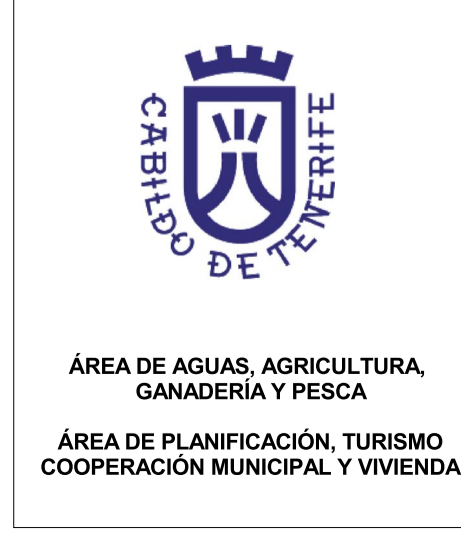 CABILDO DE TENERIFE
ÁREA DE AGUAS, AGRICULTURA,
GANADERÍA Y PESCA
ÁREA DE PLANIFICACIÓN, TURISMO
COOPERACIÓN MUNICIPAL Y VIVIENDA